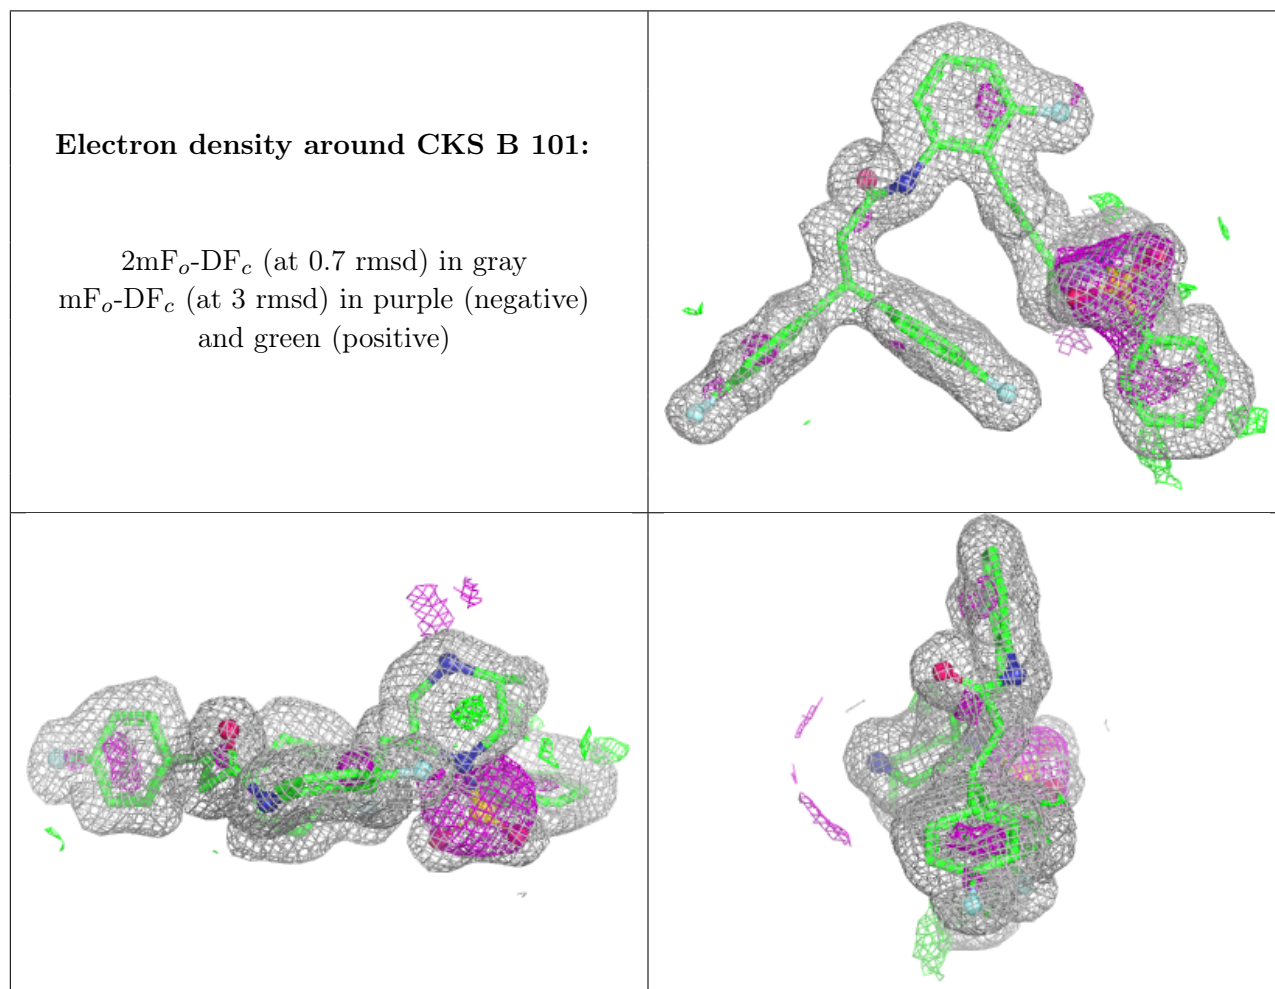 Electron density around CKS B 101:
2mFₒ-DF𝒸 (at 0.7 rmsd) in gray
mFₒ-DF𝒸 (at 3 rmsd) in purple (negative)
and green (positive)